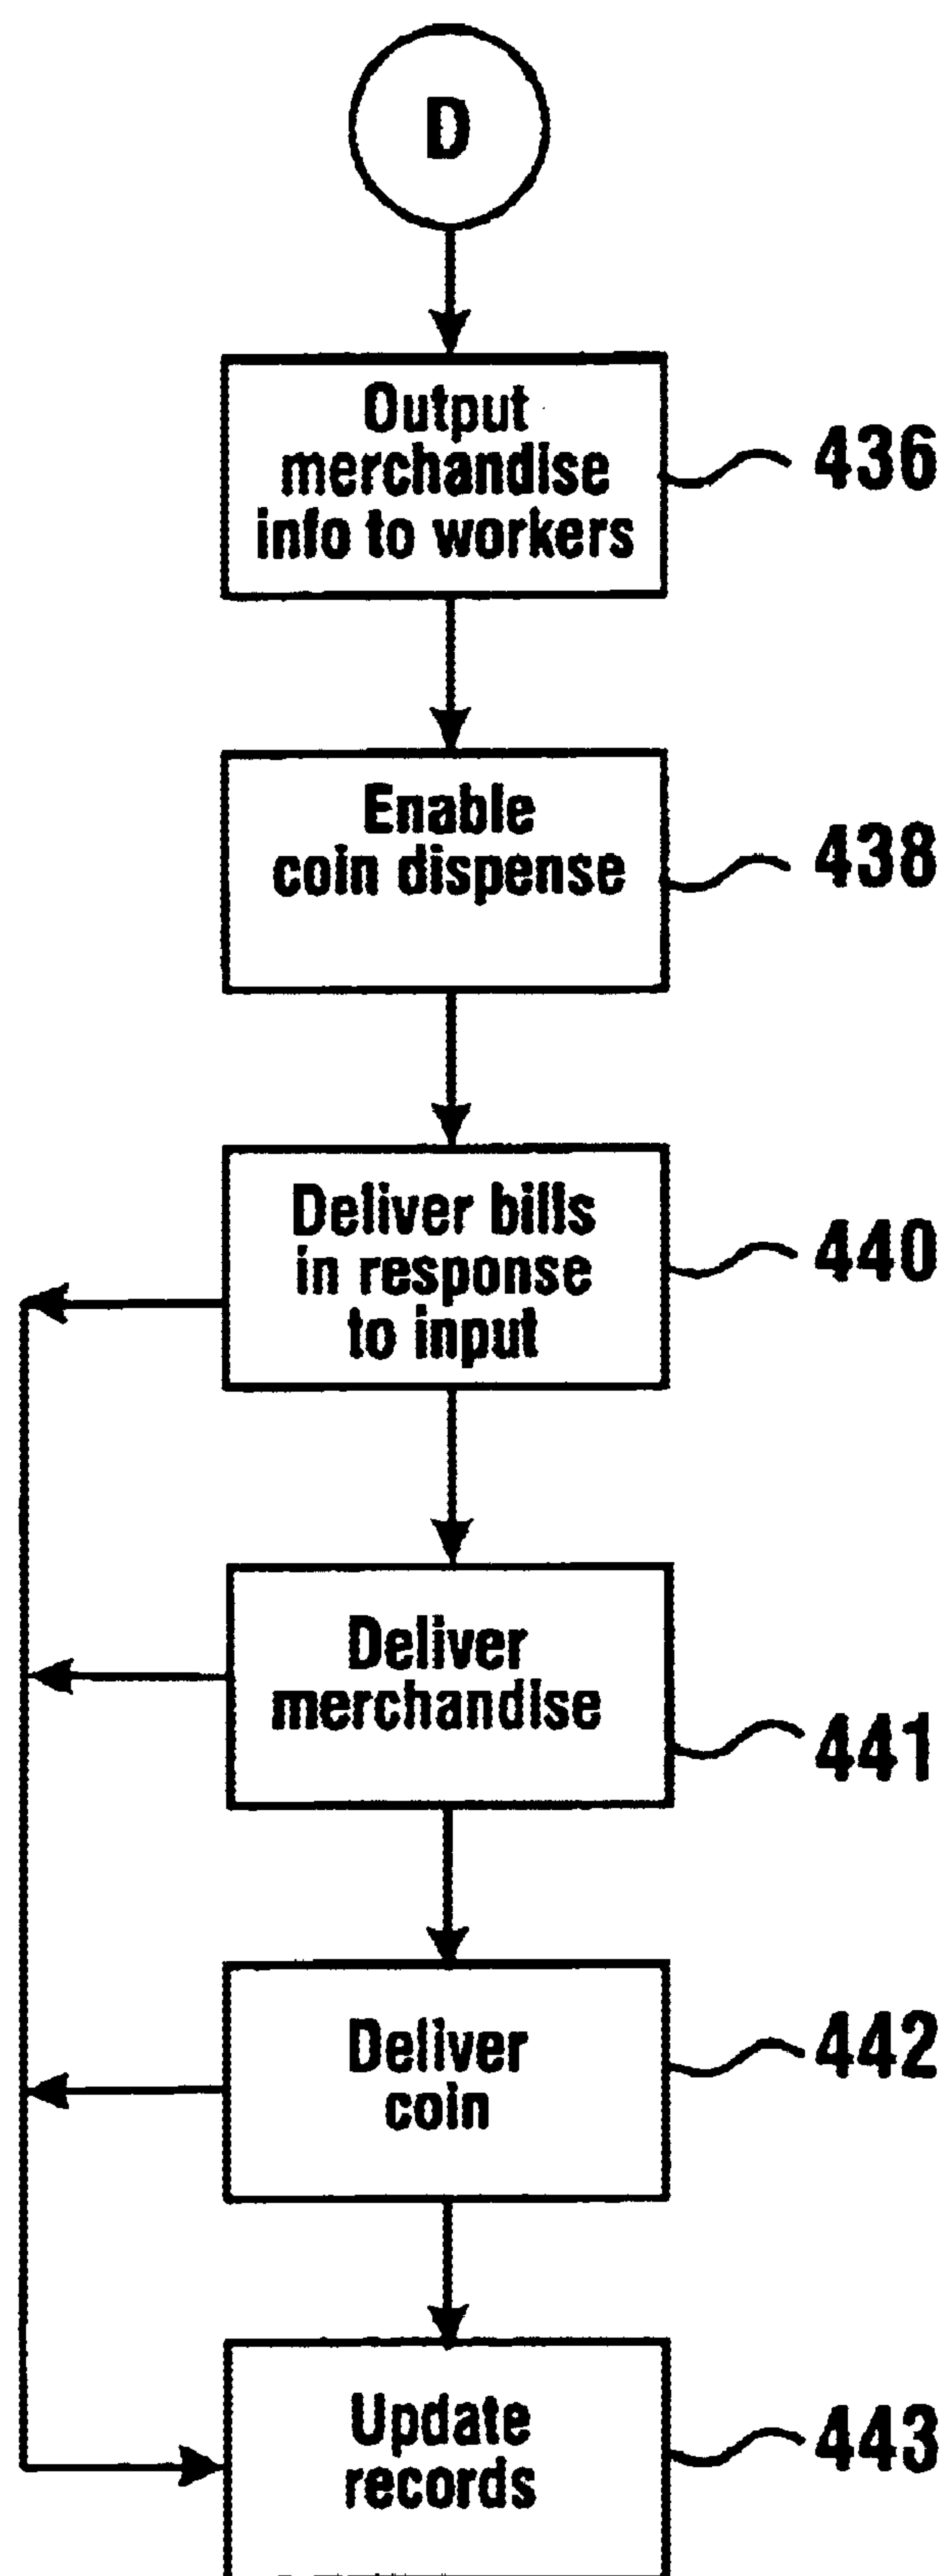 D
Output
merchandise
info to workers
436
Enable
coin dispense
438
Deliver bills
in response
to input
440
Deliver
merchandise
441
Deliver
coin
442
Update
records
443